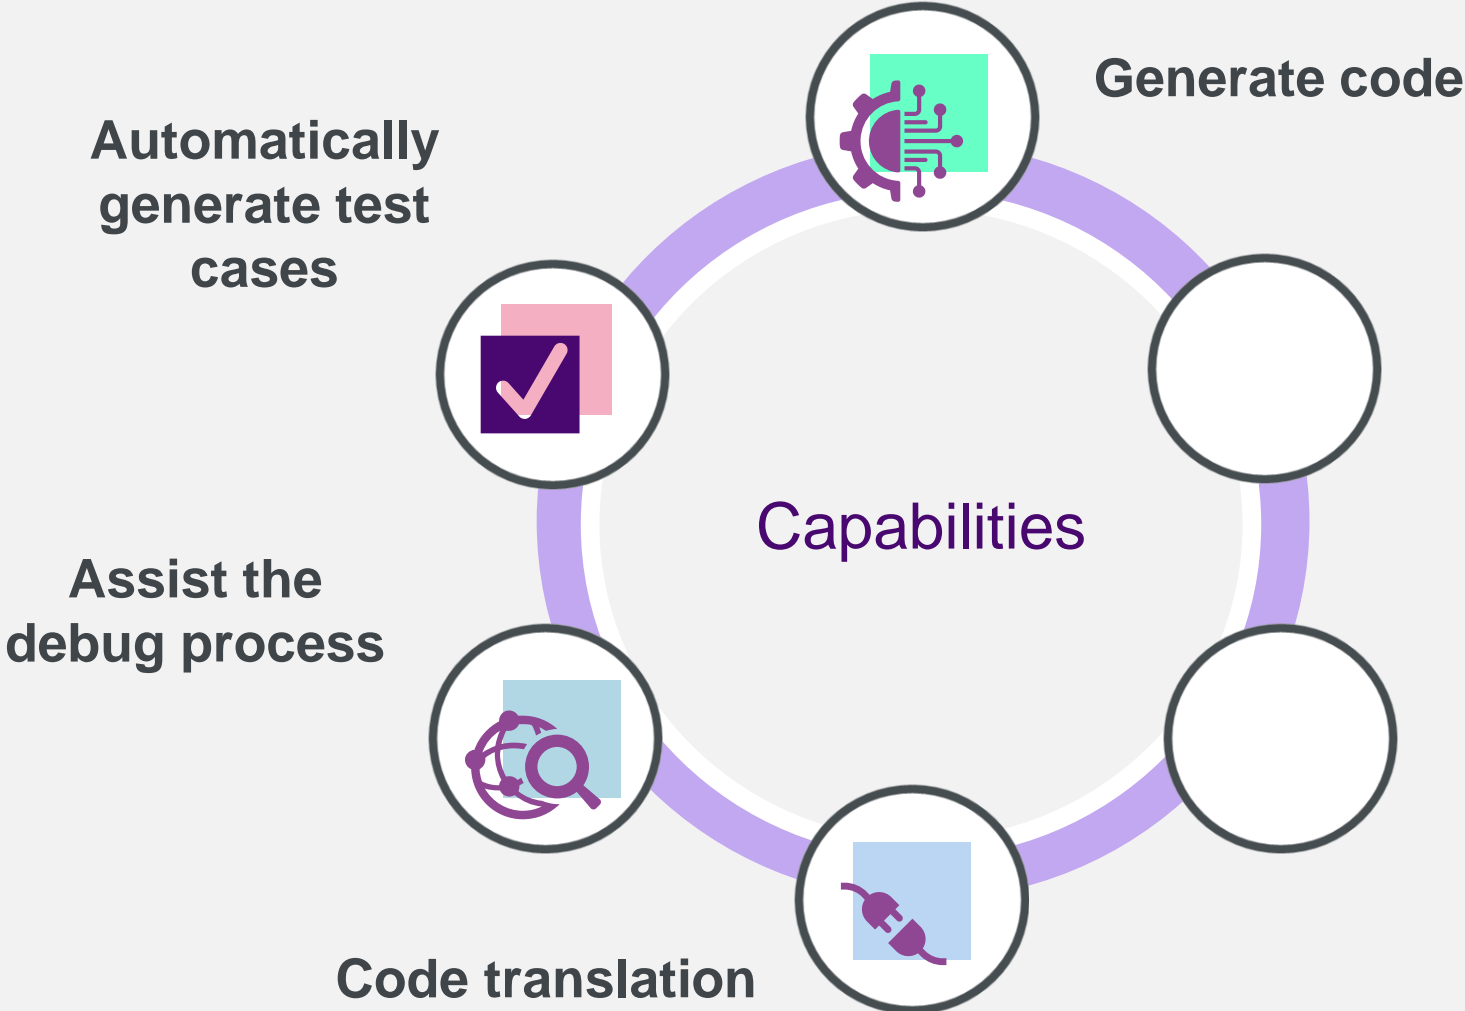 Generate code
Automatically
generate test
cases
Capabilities
Assist the
debug process
Code translation